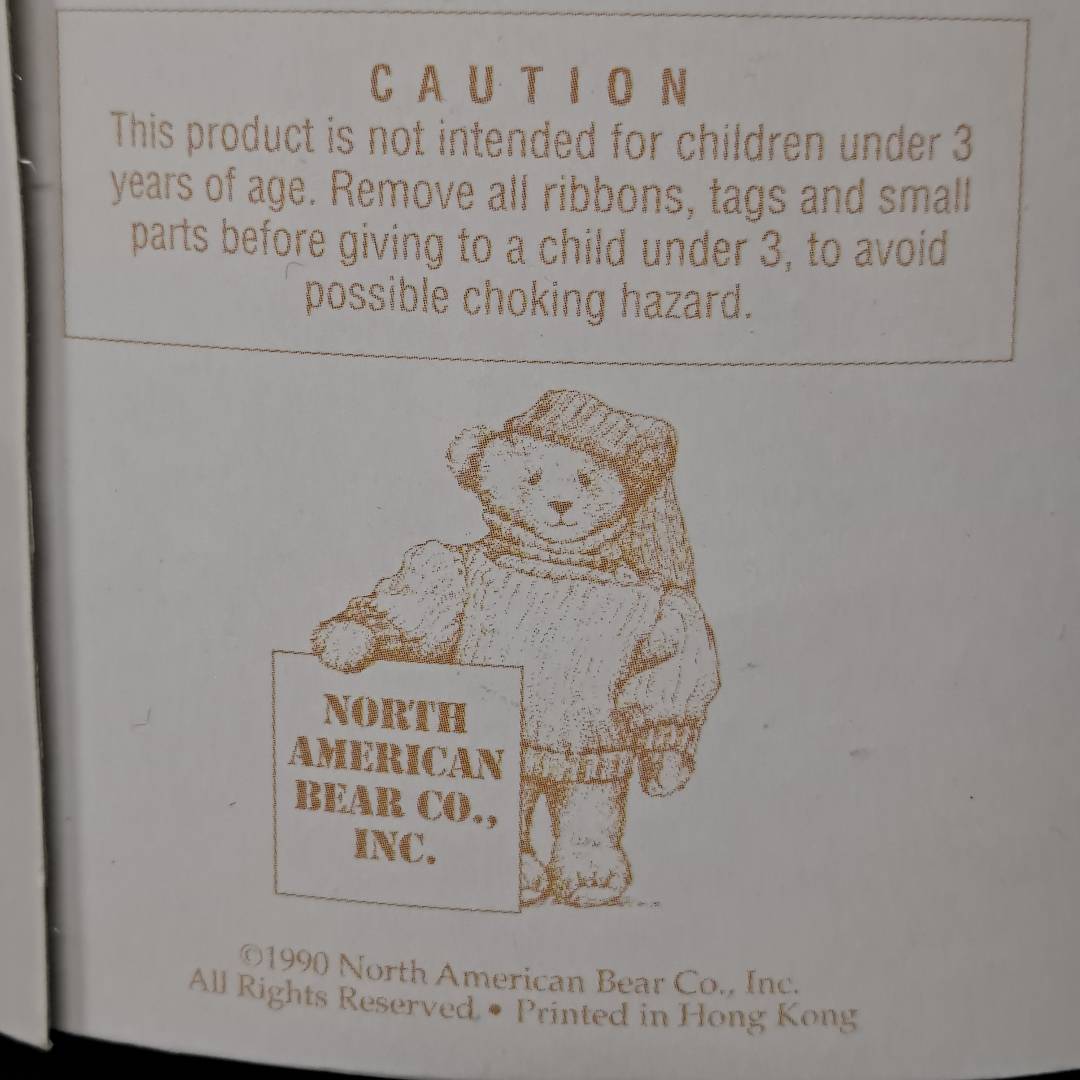 CAUTION
This product is not intended for children under 3
years of age. Remove all ribbons, tags and small
parts before giving to a child under 3, to avoid
possible choking hazard.
NORTH
AMERICAN
BEAR CO.,
INC.
©1990 North American Bear Co., Inc.
All Rights Reserved • Printed in Hong Kong